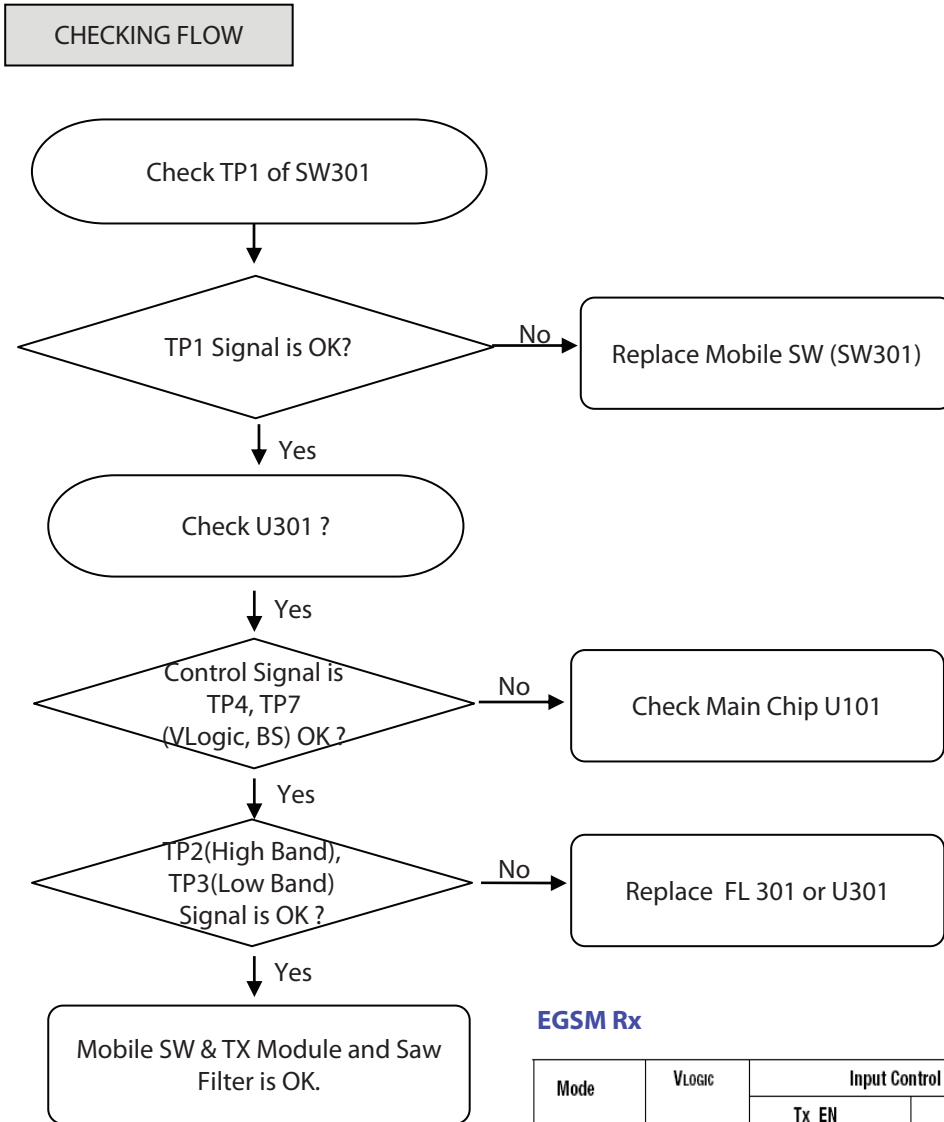 CHECKING FLOW
Check TP1 of SW301
TP1 Signal is OK?
No
Replace Mobile SW (SW301)
Yes
Check U301 ?
Yes
Control Signal is
TP4, TP7
(VLogic, BS) OK ?
No
Check Main Chip U101
Yes
TP2(High Band),
TP3(Low Band)
Signal is OK ?
No
Replace FL 301 or U301
Yes
Mobile SW & TX Module and Saw
Filter is OK.
EGSM Rx
Mode
VLOGIC
Input Control
Tx_EN